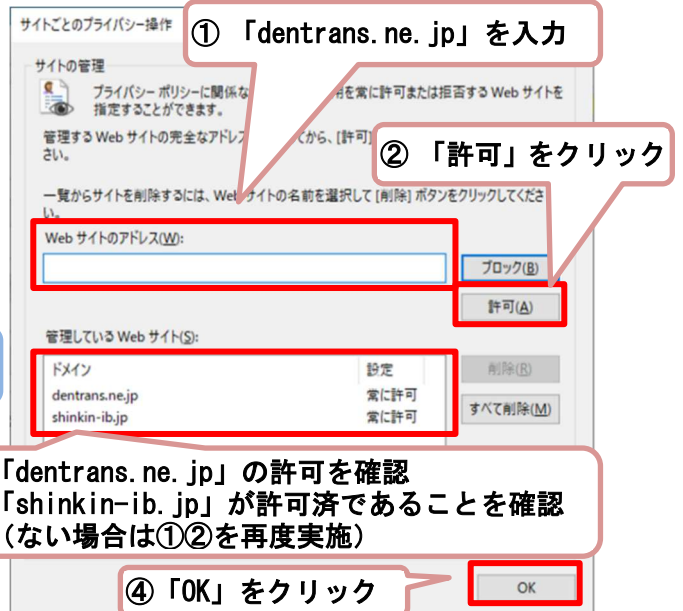 サイトごとのプライバシー操作
① 「dentrans.ne.jp」を入力
サイトの管理
プライバシー ポリシーに関係な 用を常に許可または拒否する Web サイトを
指定することができます。
管理する Web サイトの完全なアドレス てから、[許可]
さい。
② 「許可」をクリック
一覧からサイトを削除するには、Web サイトの名前を選択して [削除] ボタンをクリックしてくださ
い。
Web サイトのアドレス(W):
ブロック(B)
許可(A)
管理している Web サイト(S):
ドメイン 設定
削除(R)
dentrans.ne.jp 常に許可
shinkin-ib.jp 常に許可
すべて削除(M)
「dentrans.ne.jp」の許可を確認
「shinkin-ib.jp」が許可済であることを確認
(ない場合は①②を再度実施)
④「OK」をクリック
OK